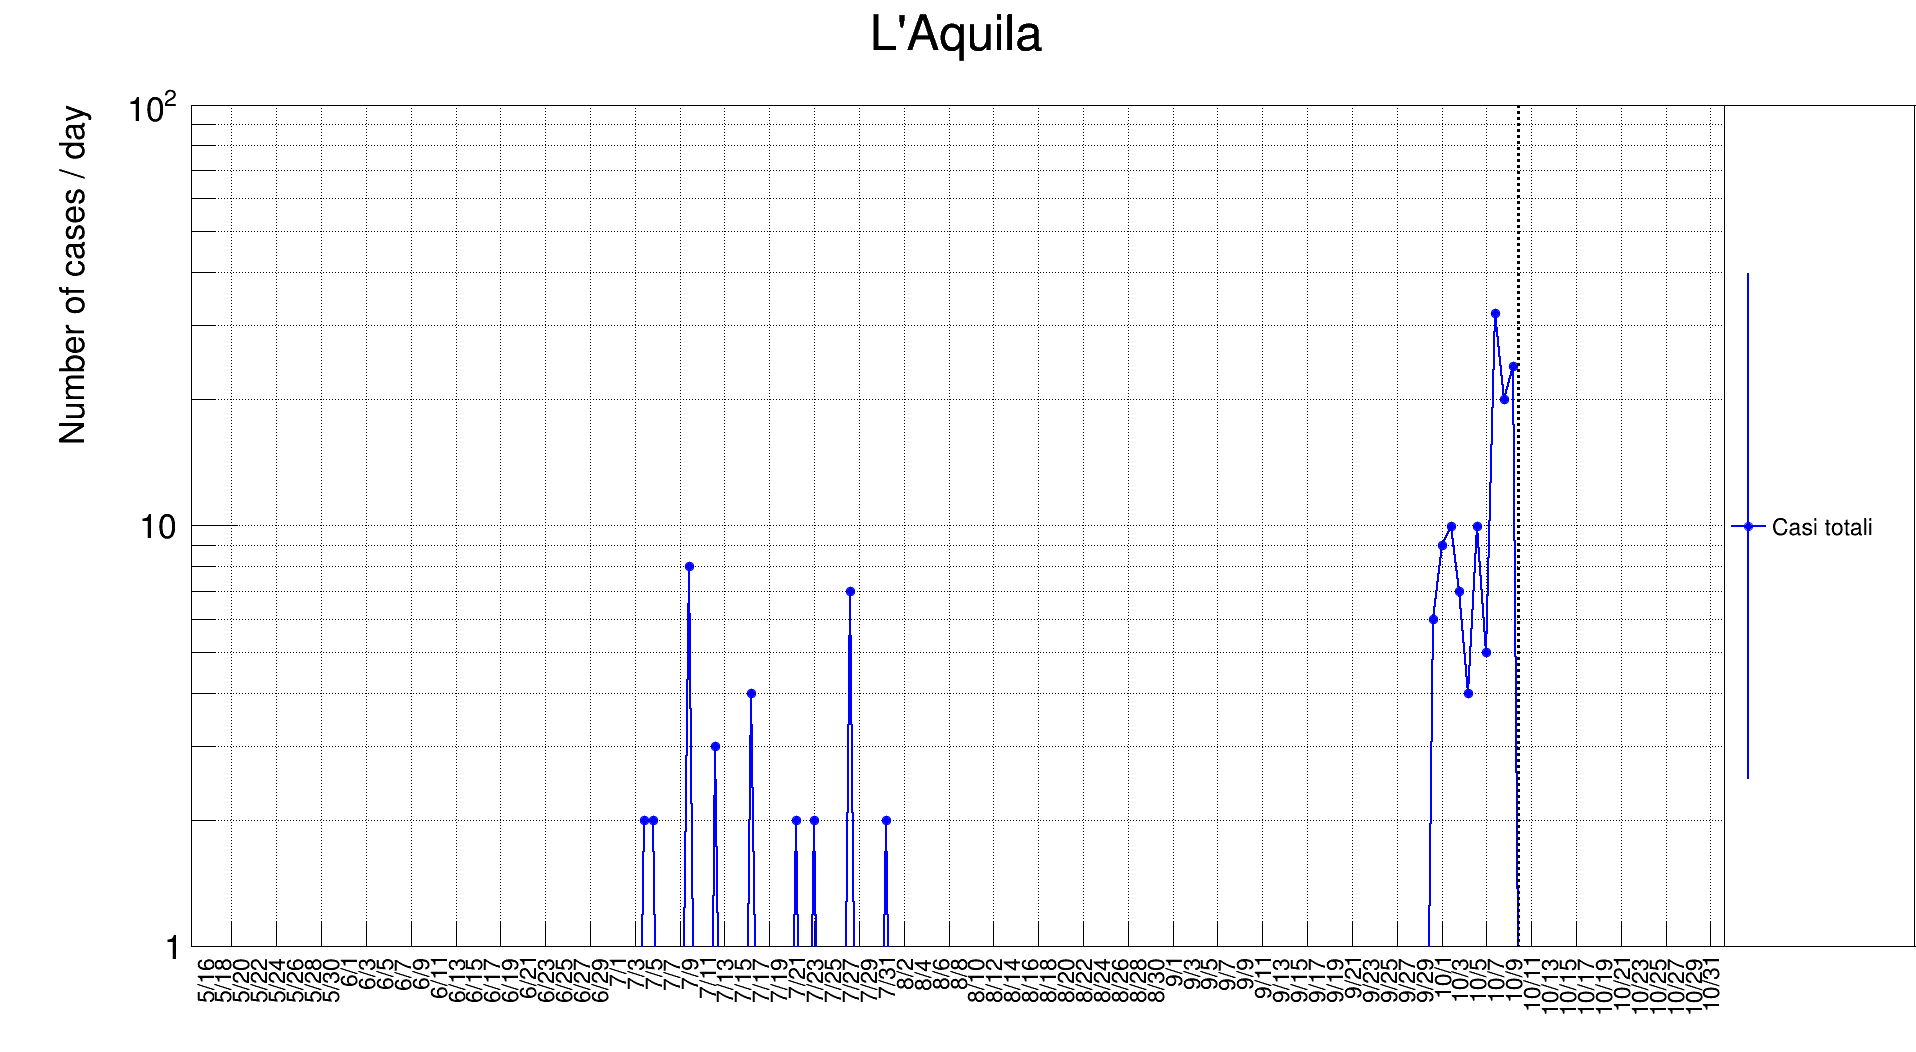 L'Aquila
Number of cases / day
10²
10
1
Casi totali
5/16 5/18 5/20 5/22 5/24 5/26 5/28 5/30 6/1 6/3 6/5 6/7 6/9 6/11 6/13 6/15 6/17 6/19 6/21 6/23 6/25 6/27 6/29 7/1 7/3 7/5 7/7 7/9 7/11 7/13 7/15 7/17 7/19 7/21 7/23 7/25 7/27 7/29 7/31 8/2 8/4 8/6 8/8 8/10 8/12 8/14 8/16 8/18 8/20 8/22 8/24 8/26 8/28 8/30 9/1 9/3 9/5 9/7 9/9 9/11 9/13 9/15 9/17 9/19 9/21 9/23 9/25 9/27 9/29 10/1 10/3 10/5 10/7 10/9 10/11 10/13 10/15 10/17 10/19 10/21 10/23 10/25 10/27 10/29 10/31